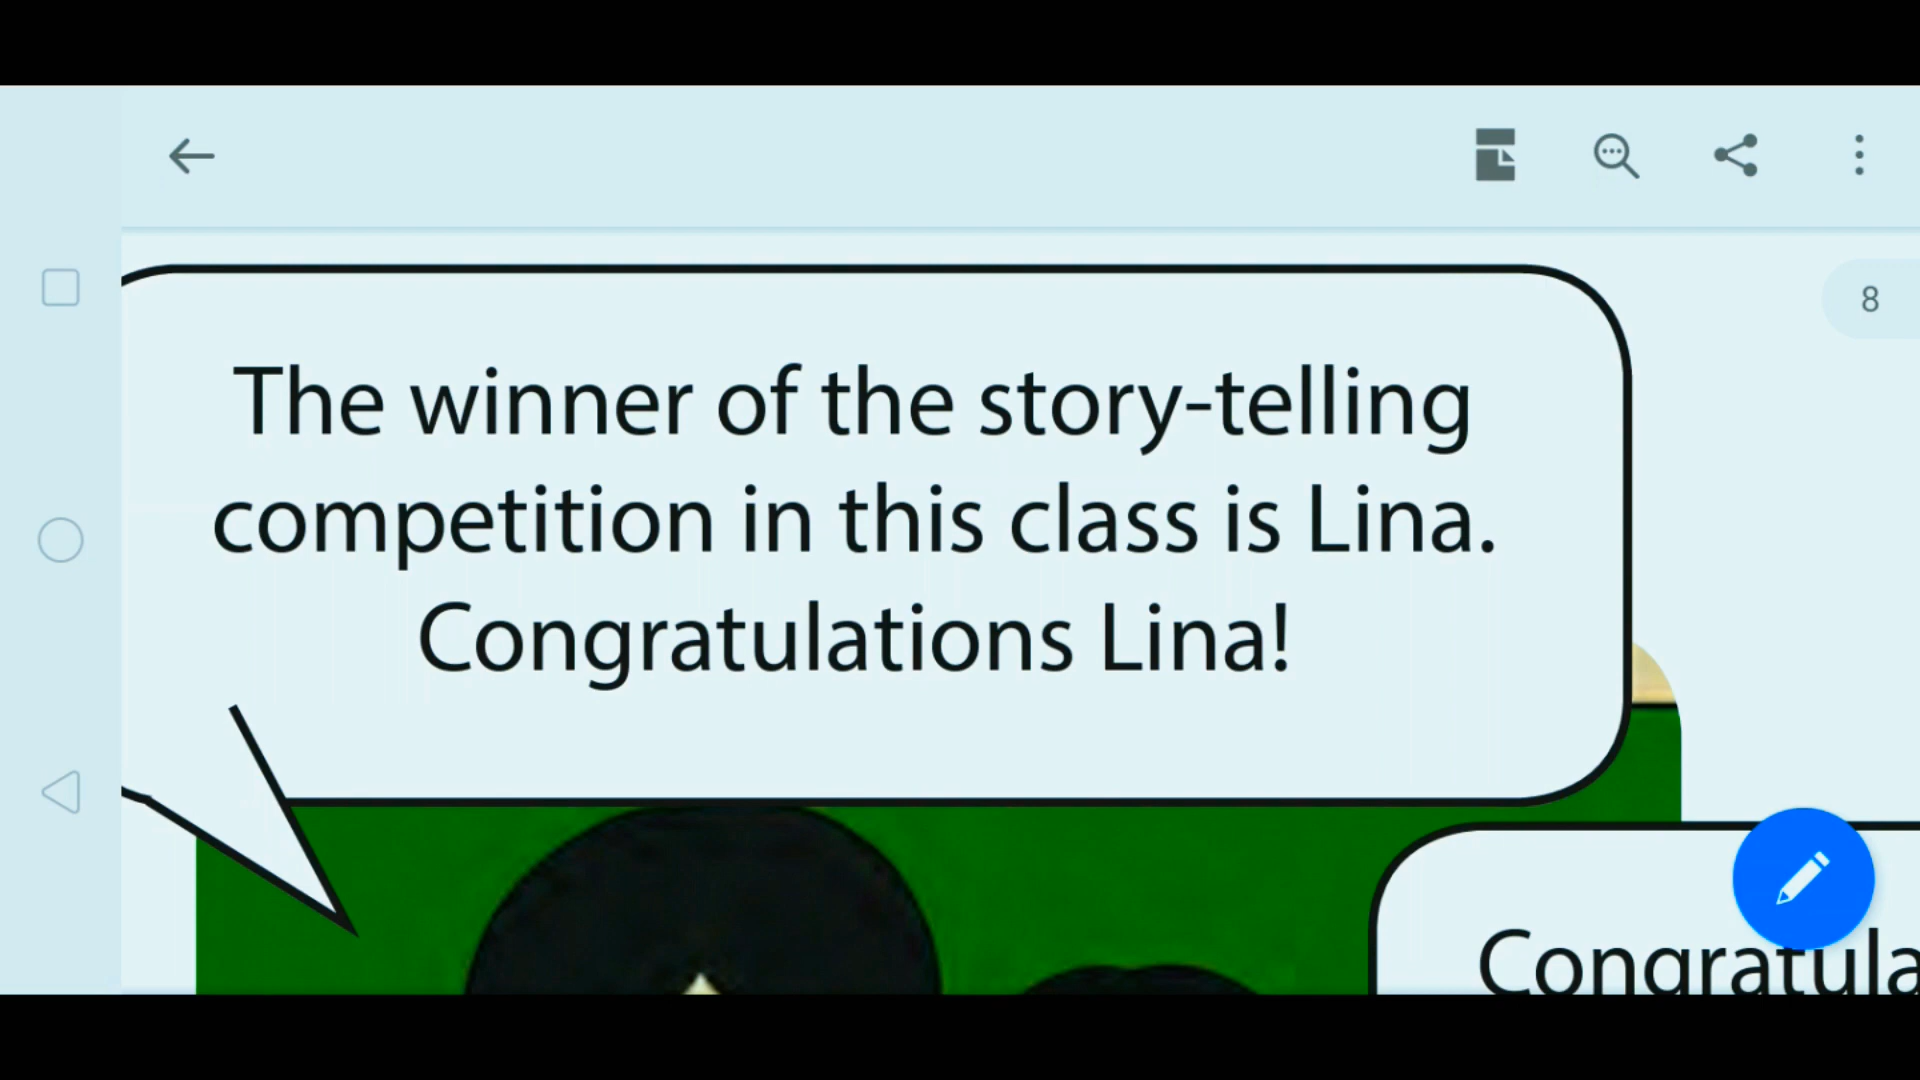 8
The winner of the story-telling
competition in this class is Lina.
Congratulations Lina!